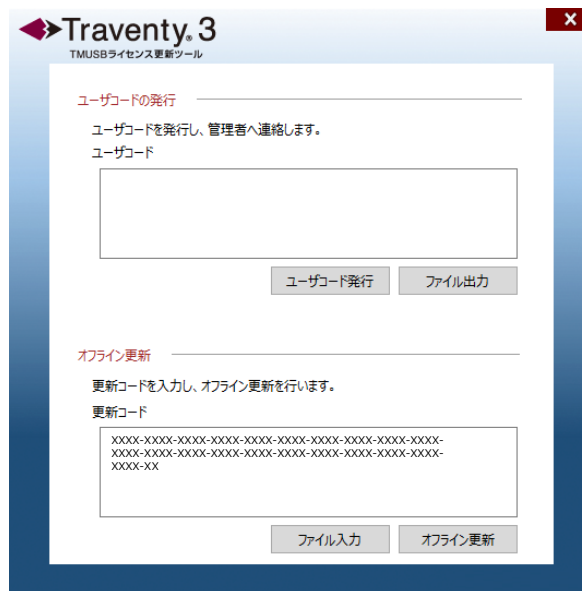 Traventy® 3
TMUSBライセンス更新ツール
ユーザコードの発行
ユーザコードを発行し、管理者へ連絡します。
ユーザコード
ユーザコード発行
ファイル出力
オフライン更新
更新コードを入力し、オフライン更新を行います。
更新コード
XXXX-XXXX-XXXX-XXXX-XXXX-XXXX-XXXX-XXXX-XXXX-XXXX-
XXXX-XXXX-XXXX-XXXX-XXXX-XXXX-XXXX-XXXX-XXXX-XXXX-
XXXX-XX
ファイル入力
オフライン更新